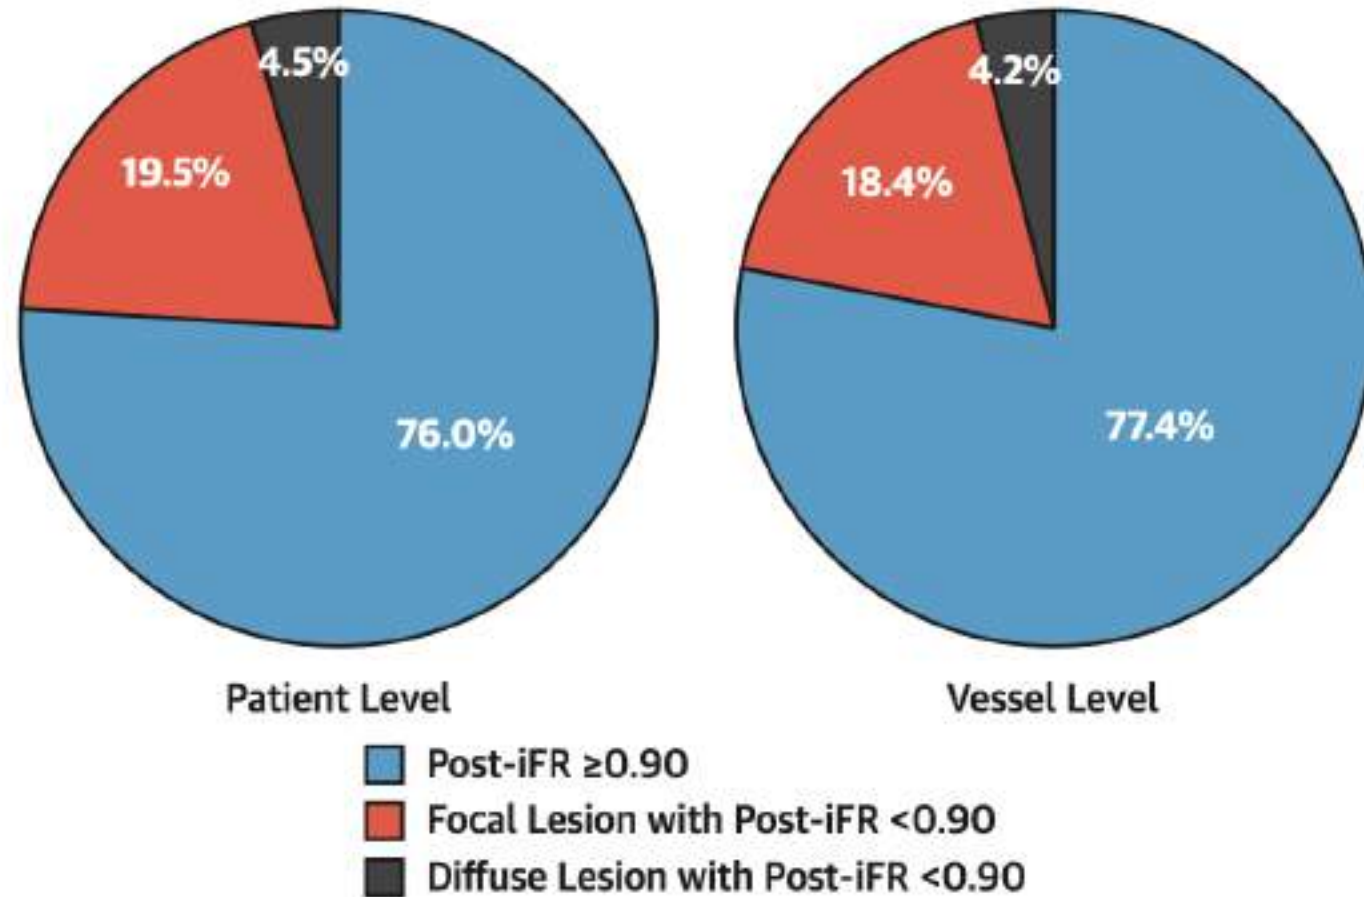 4.5%
19.5%
76.0%
Patient Level
4.2%
18.4%
77.4%
Vessel Level
Post-iFR ≥0.90
Focal Lesion with Post-iFR <0.90
Diffuse Lesion with Post-iFR <0.90